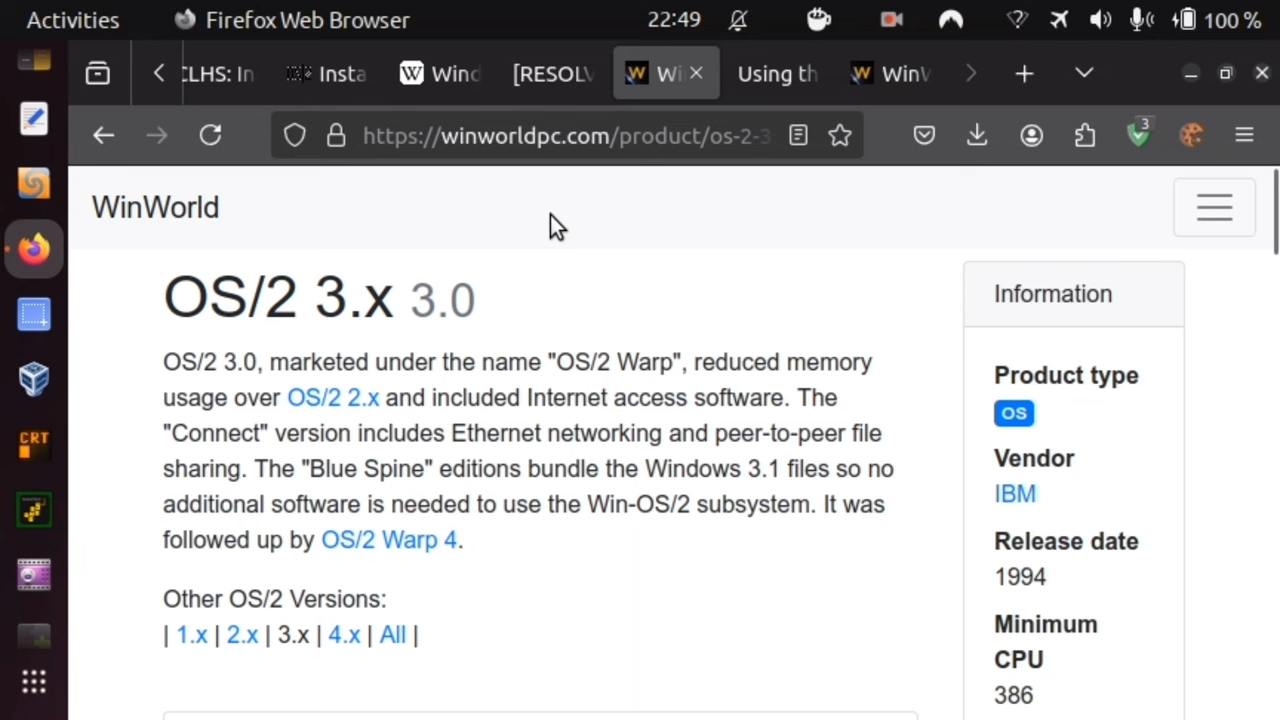 Activities Firefox Web Browser 22:49 100 %
CLHS: In Insta Wind [RESOLV Wi Using th WinW
https://winworldpc.com/product/os-2-3 3
WinWorld
OS/2 3.x 3.0
OS/2 3.0, marketed under the name "OS/2 Warp", reduced memory
usage over OS/2 2.x and included Internet access software. The
"Connect" version includes Ethernet networking and peer-to-peer file
sharing. The "Blue Spine" editions bundle the Windows 3.1 files so no
additional software is needed to use the Win-OS/2 subsystem. It was
followed up by OS/2 Warp 4.
Other OS/2 Versions:
| 1.x | 2.x | 3.x | 4.x | All |
Information
Product type
OS
Vendor
IBM
Release date
1994
Minimum
CPU
386
CRT